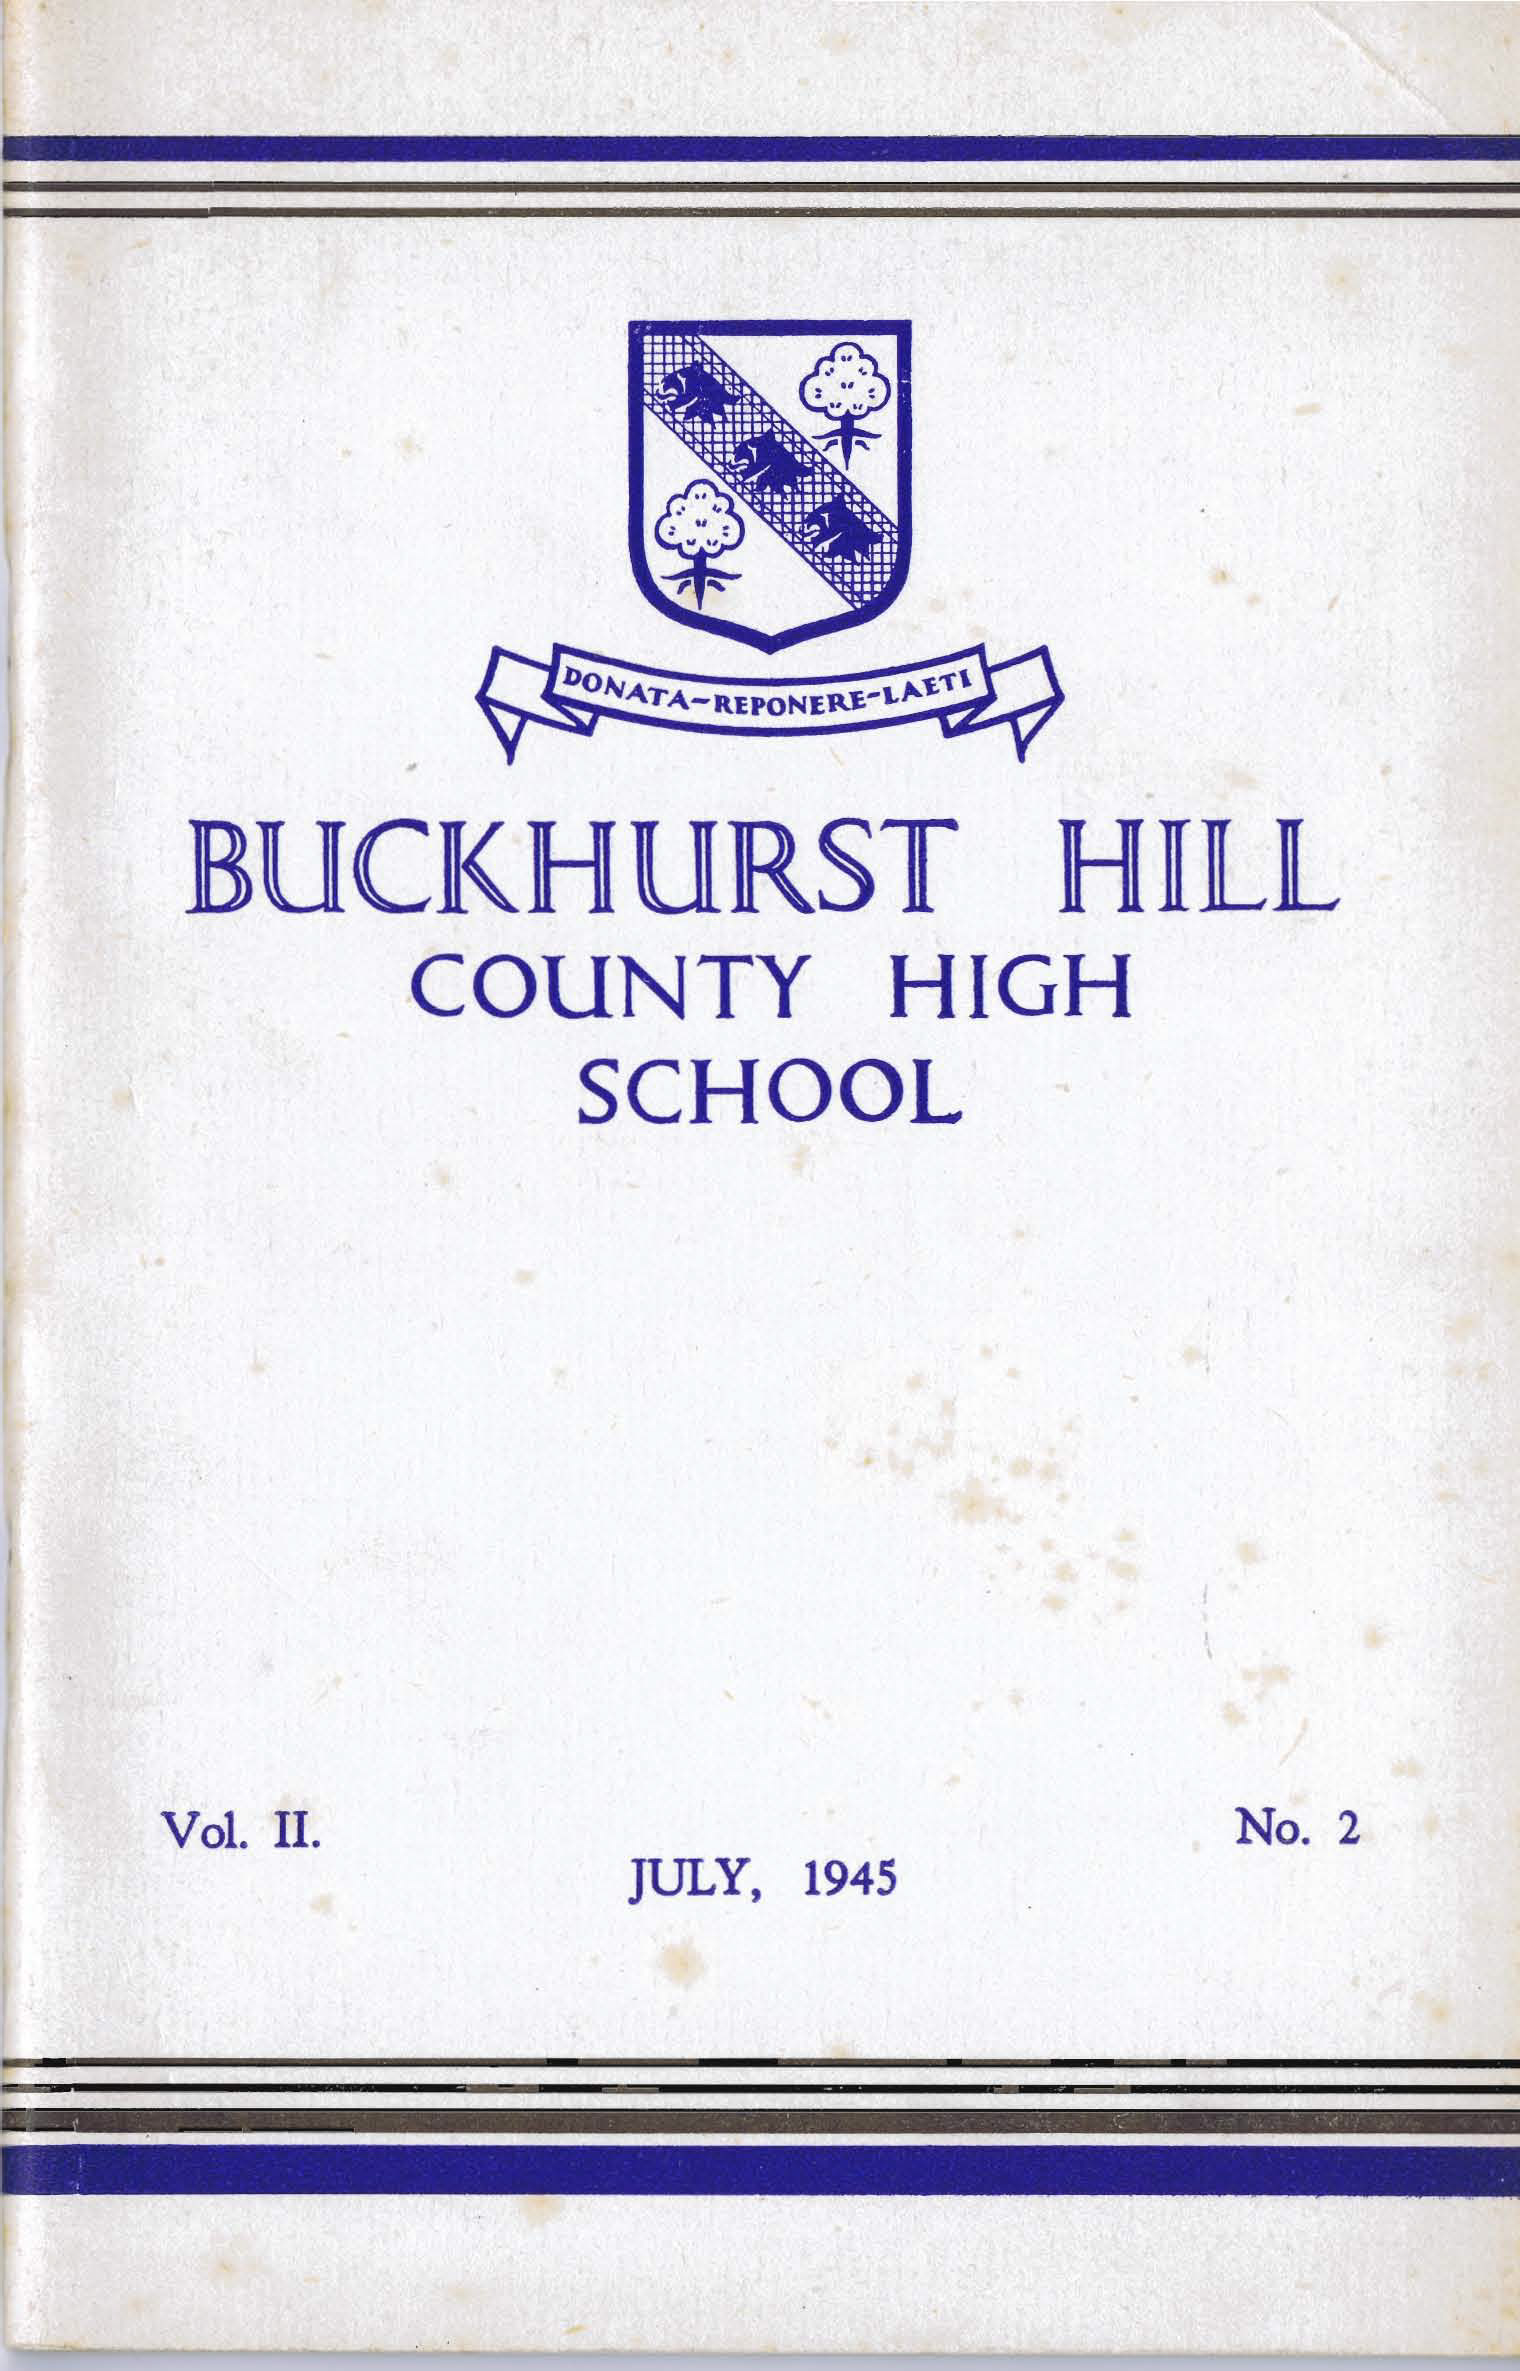 DONATA-REPONERE-LAETI
BUCKHURST HILL
COUNTY HIGH
SCHOOL
Vol. II.
No. 2
JULY, 1945